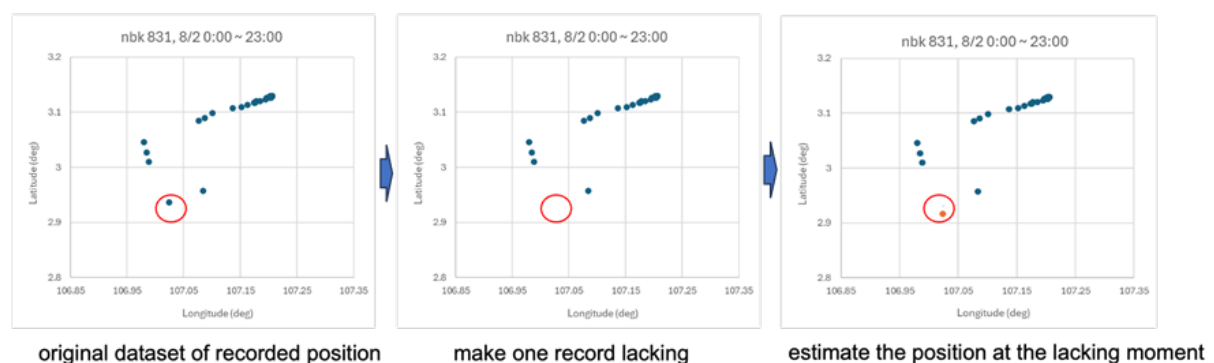 nbk 831, 8/2 0:00 ~ 23:00
3.2
3.1
3
2.9
2.8
Latitude (deg)
106.85 106.95 107.05 107.15 107.25 107.35
Longitude (deg)
original dataset of recorded position
nbk 831, 8/2 0:00 ~ 23:00
3.2
3.1
3
2.9
2.8
Latitude (deg)
106.85 106.95 107.05 107.15 107.25 107.35
Longitude (deg)
make one record lacking
nbk 831, 8/2 0:00 ~ 23:00
3.2
3.1
3
2.9
2.8
Latitude (deg)
106.85 106.95 107.05 107.15 107.25 107.35
Longitude (deg)
estimate the position at the lacking moment